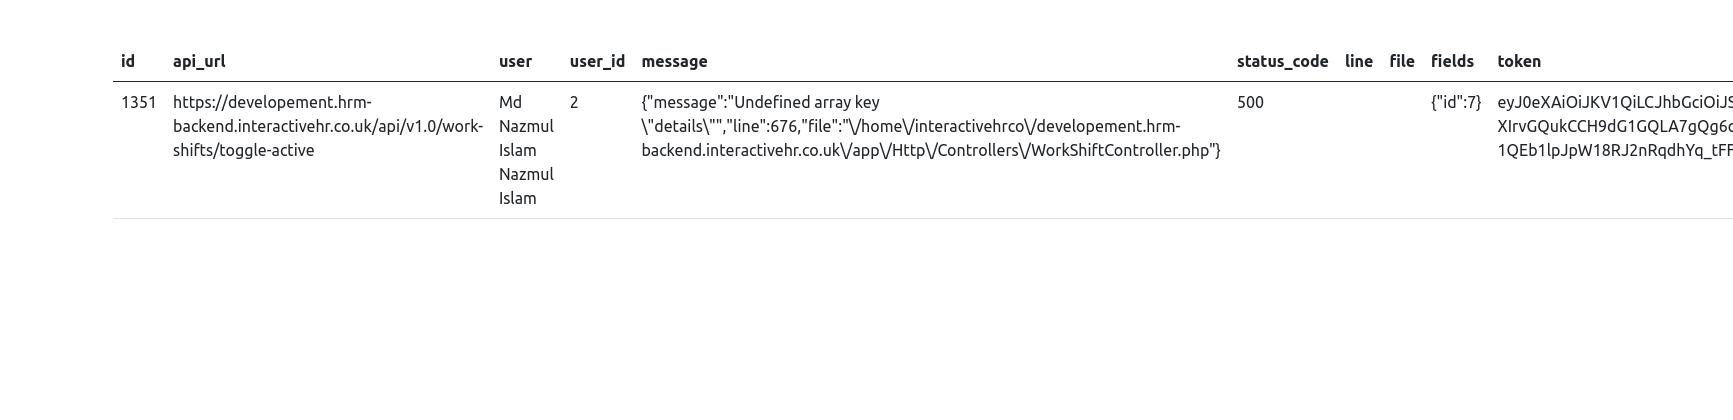 id api_url user user_id message status_code line file fields token
1351 https://developement.hrm- Md 2 {"message":"Undefined array key 500 {"id":7} eyJ0eXAiOiJKV1QiLCJhbGciOiJS
backend.interactivehr.co.uk/api/v1.0/work- Nazmul \"details\"","line":676,"file":"\/home\/interactivehrco\/developement.hrm- XIrvGQukCCH9dG1GQLA7gQg6c
shifts/toggle-active Islam backend.interactivehr.co.uk\/app\/Http\/Controllers\/WorkShiftController.php"} 1QEb1lpJpW18RJ2nRqdhYq_tFF
Nazmul
Islam